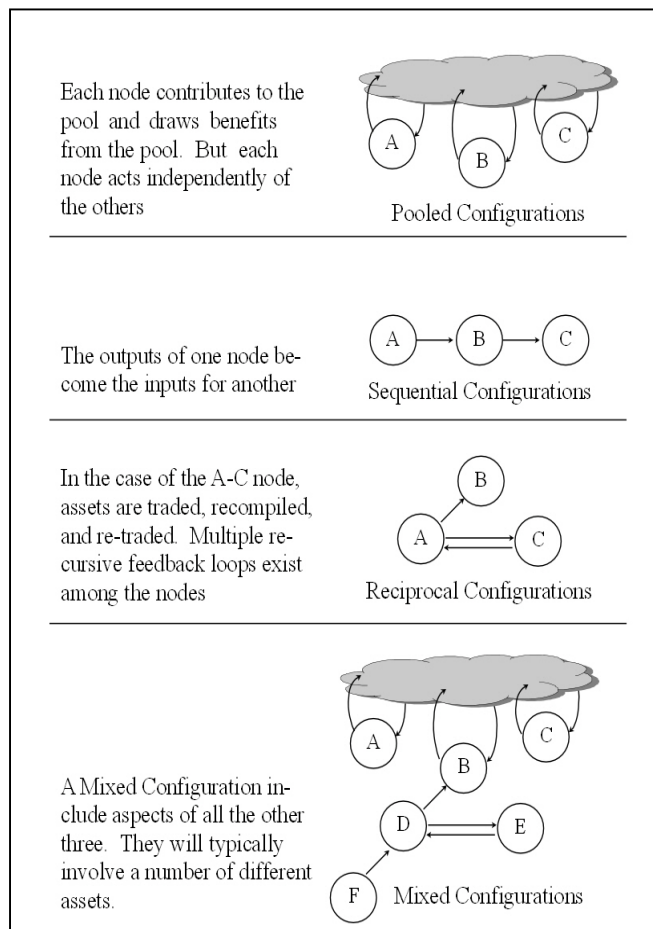 Each node contributes to the
pool and draws benefits
from the pool. But each
node acts independently of
the others
A
B
C
Pooled Configurations
The outputs of one node be-
come the inputs for another
A
B
C
Sequential Configurations
In the case of the A-C node,
assets are traded, recompiled,
and re-traded. Multiple re-
cursive feedback loops exist
among the nodes
B
A
C
Reciprocal Configurations
A Mixed Configuration in-
clude aspects of all the other
three. They will typically
involve a number of different
assets.
A
B
C
D
E
F
Mixed Configurations